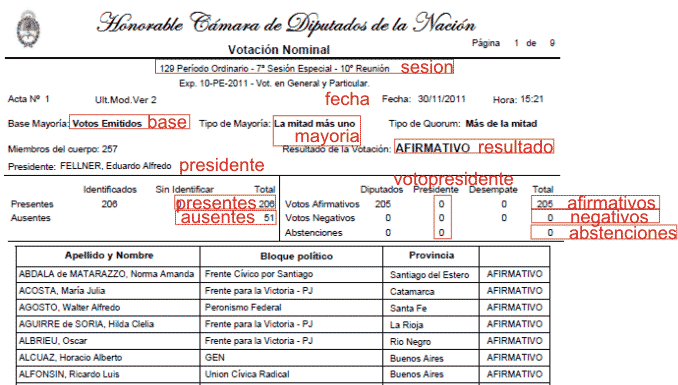 Honorable Cámara de Diputados de la Nación
Votación Nominal
Página 1 de 9
129 Período Ordinario - 7º Sesión Especial - 10º Reunión sesion
Exp. 10-PE-2011 - Vot. en General y Particular.
Acta Nº 1 Ult.Mod.Ver 2 fecha Fecha: 30/11/2011 Hora: 15:21
Base Mayoría: Votos Emitidos base Tipo de Mayoría: La mitad más uno Tipo de Quorum: Más de la mitad
mayoria
Miembros del cuerpo: 257 Resultado de la Votación: AFIRMATIVO resultado
Presidente: FELLNER, Eduardo Alfredo presidente
votopresidente
Identificados Sin Identificar Total Diputados Presidente Desempate Total
Presentes 206 presentes 206 Votos Afirmativos 205 0 205 afirmativos
Ausentes ausentes 51 Votos Negativos 0 0 0 0 negativos
Abstenciones 0 0 0 abstenciones
Apellido y Nombre Bloque político Provincia
ABDALA de MATARAZZO, Norma Amanda Frente Cívico por Santiago Santiago del Estero AFIRMATIVO
ACOSTA, María Julia Frente para la Victoria - PJ Catamarca AFIRMATIVO
AGOSTO, Walter Alfredo Peronismo Federal Santa Fe AFIRMATIVO
AGUIRRE de SORIA, Hilda Clelia Frente para la Victoria - PJ La Rioja AFIRMATIVO
ALBRIEU, Oscar Frente para la Victoria - PJ Rio Negro AFIRMATIVO
ALCUAZ, Horacio Alberto GEN Buenos Aires AFIRMATIVO
ALFONSIN, Ricardo Luis Union Cívica Radical Buenos Aires AFIRMATIVO